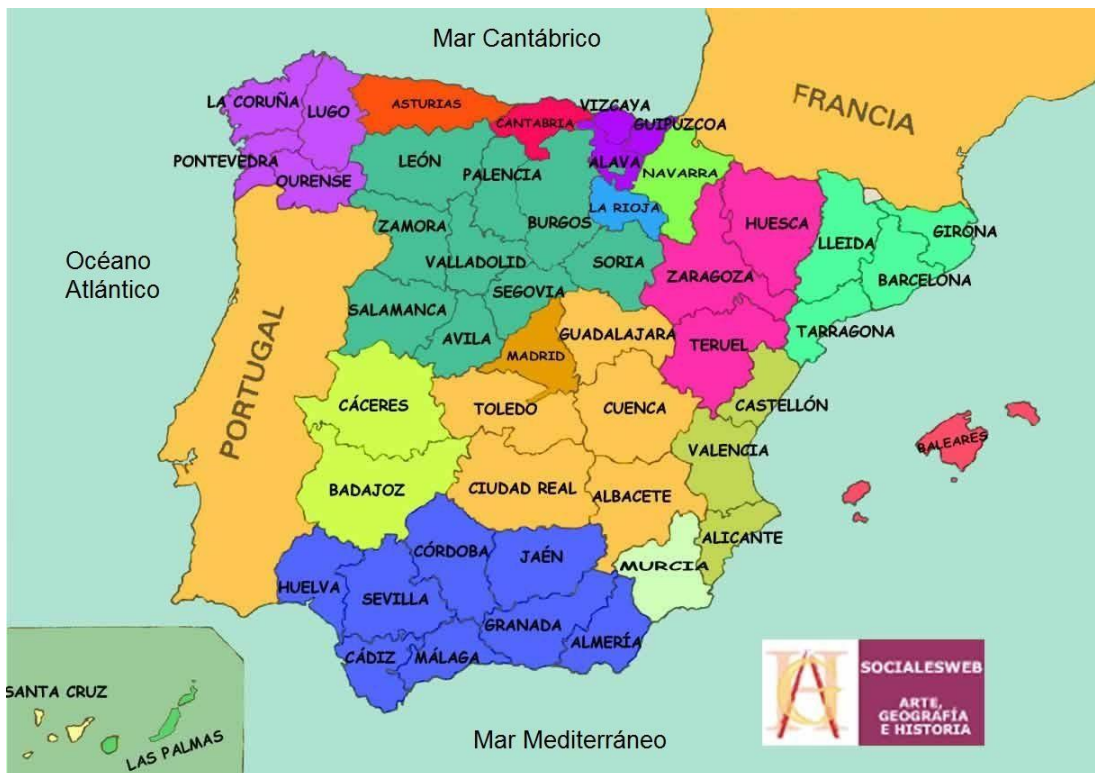 Mar Cantábrico
FRANCIA
LA CORUÑA
LUGO
ASTURIAS
CANTABRIA
VIZCAYA
GUIPUZCOA
PONTEVEDRA
OURENSE
LEÓN
PALENCIA
ALAVA
NAVARRA
LA RIOJA
BURGOS
HUESCA
LLEIDA
GIRONA
ZAMORA
VALLADOLID
SORIA
ZARAGOZA
BARCELONA
Océano
Atlántico
SEGOVIA
SALAMANCA
AVILA
MADRID
GUADALAJARA
TERUEL
TARRAGONA
PORTUGAL
CÁCERES
TOLEDO
CUENCA
CASTELLÓN
VALENCIA
BALEARES
BADAJOZ
CIUDAD REAL
ALBACETE
ALICANTE
CÓRDOBA
JAÉN
MURCIA
HUELVA
SEVILLA
GRANADA
ALMERÍA
CÁDIZ
MÁLAGA
SANTA CRUZ
LAS PALMAS
Mar Mediterráneo
SOCIALESWEB
ARTE,
GEOGRAFÍA
E HISTORIA